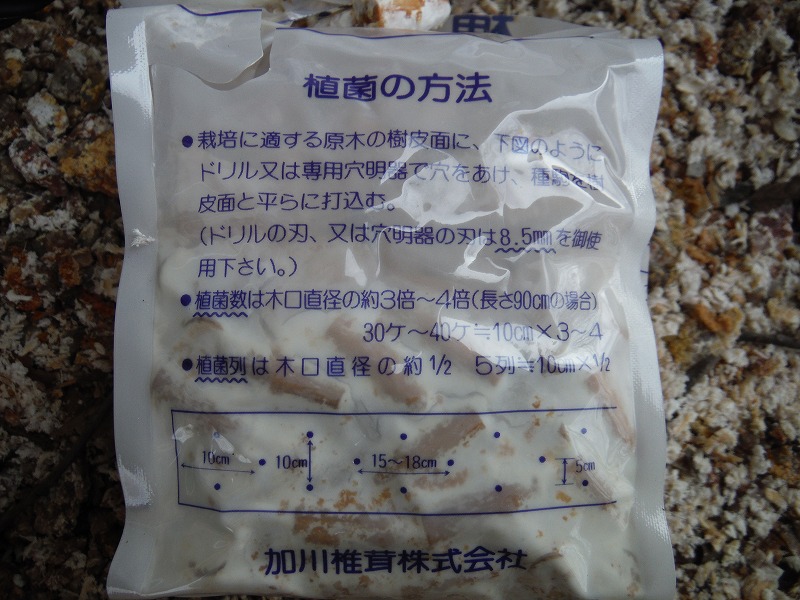 植菌の方法
●栽培に適する原木の樹皮面に、下図のように
ドリル又は専用穴明器で穴をあけ、種駒を樹
皮面と平らに打込む。
(ドリルの刃、又は穴明器の刃は8.5mmを御使
用下さい。)
●植菌数は木口直径の約3倍～4倍(長さ90cmの場合)
30ケ～40ケ≒10cm×3～4
●植菌列は木口直径の約1/2 5列≒10cm×1/2
10cm 10cm 15～18cm 5cm
加川椎茸株式会社